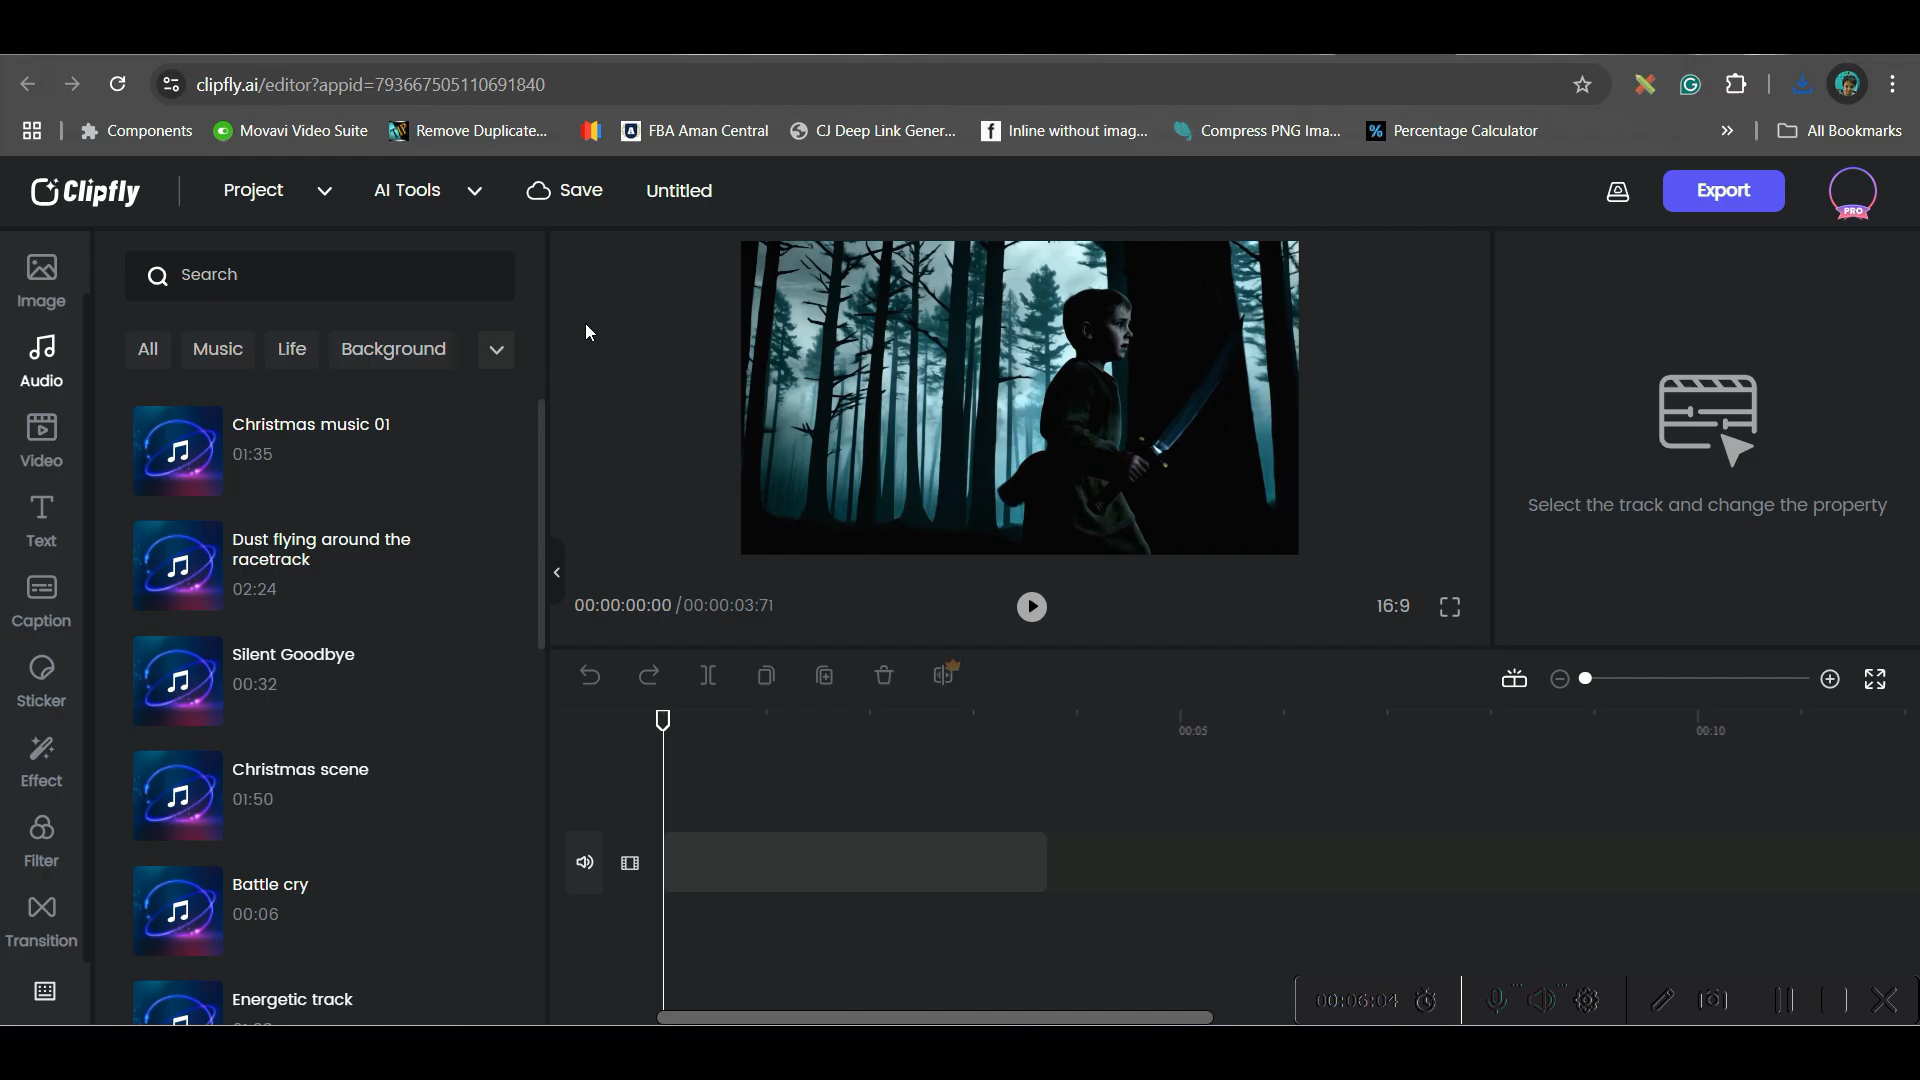 clipfly.ai/editor?appid=793667505110691840
Components
Movavi Video Suite
Remove Duplicate...
FBA Aman Central
CJ Deep Link Gener...
Inline without imag...
Compress PNG Ima...
Percentage Calculator
All Bookmarks
Clipfly
Project
AI Tools
Save
Untitled
Export
PRO
Image
Audio
Video
Text
Caption
Sticker
Effect
Filter
Transition
Search
All
Music
Life
Background
Christmas music 01
01:35
Dust flying around the
racetrack
02:24
Silent Goodbye
00:32
Christmas scene
01:50
Battle cry
00:06
Energetic track
00:00:00:00 /00:00:03:71
16:9
Select the track and change the property
00:05
00:10
00:06:04